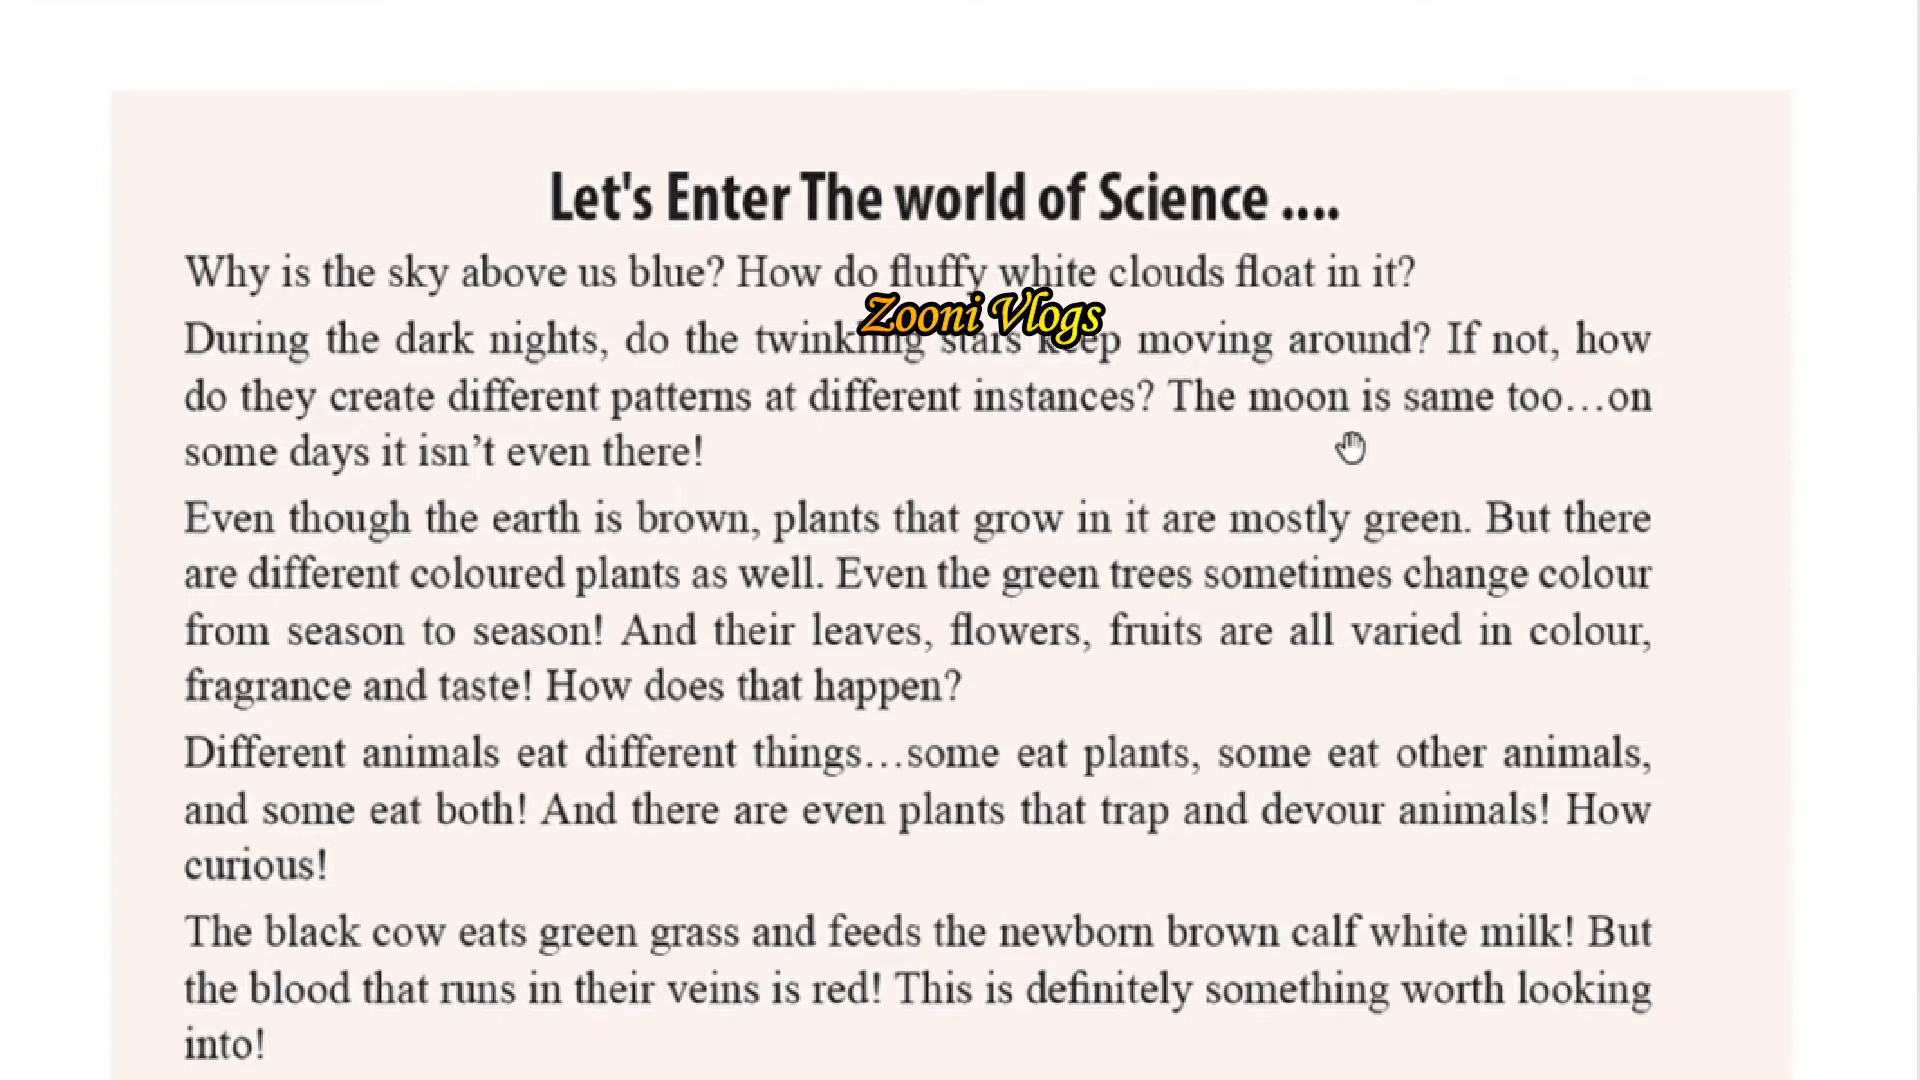 Let's Enter The world of Science ....
Why is the sky above us blue? How do fluffy white clouds float in it?
Zooni Vlogs
During the dark nights, do the twinkling stars keep moving around? If not, how
do they create different patterns at different instances? The moon is same too…on
some days it isn’t even there!
Even though the earth is brown, plants that grow in it are mostly green. But there
are different coloured plants as well. Even the green trees sometimes change colour
from season to season! And their leaves, flowers, fruits are all varied in colour,
fragrance and taste! How does that happen?
Different animals eat different things…some eat plants, some eat other animals,
and some eat both! And there are even plants that trap and devour animals! How
curious!
The black cow eats green grass and feeds the newborn brown calf white milk! But
the blood that runs in their veins is red! This is definitely something worth looking
into!